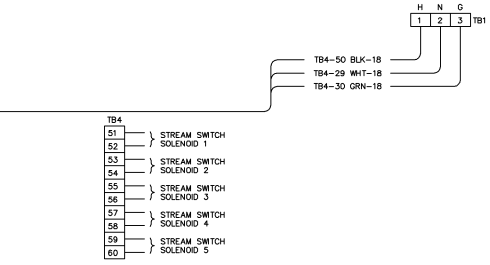 H N G
1 2 3 TB1
TB4-50 BLK-18
TB4-29 WHT-18
TB4-30 GRN-18
TB4
51
52
STREAM SWITCH
SOLENOID 1
53
54
STREAM SWITCH
SOLENOID 2
55
56
STREAM SWITCH
SOLENOID 3
57
58
STREAM SWITCH
SOLENOID 4
59
60
STREAM SWITCH
SOLENOID 5